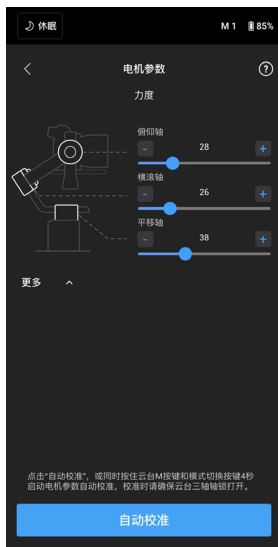 休眠 M 1 85%
电机参数
力度
俯仰轴
- 28 +
横滚轴
- 26 +
平移轴
- 38 +
更多
点击“自动校准”，或同时按住云台M按键和模式切换按键4秒
启动电机参数自动校准，校准时请确保云台三轴轴锁打开。
自动校准